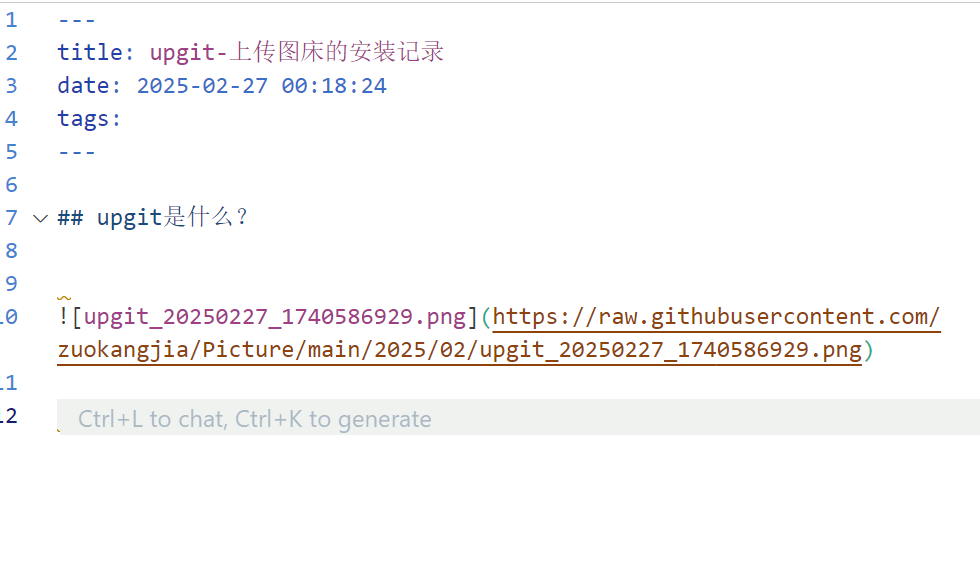 1 ---
2 title: upgit-上传图床的安装记录
3 date: 2025-02-27 00:18:24
4 tags:
5 ---
6
7 ## upgit是什么？
8
9
10 ![upgit_20250227_1740586929.png](https://raw.githubusercontent.com/
zuokangjia/Picture/main/2025/02/upgit_20250227_1740586929.png)
11
12 Ctrl+L to chat, Ctrl+K to generate